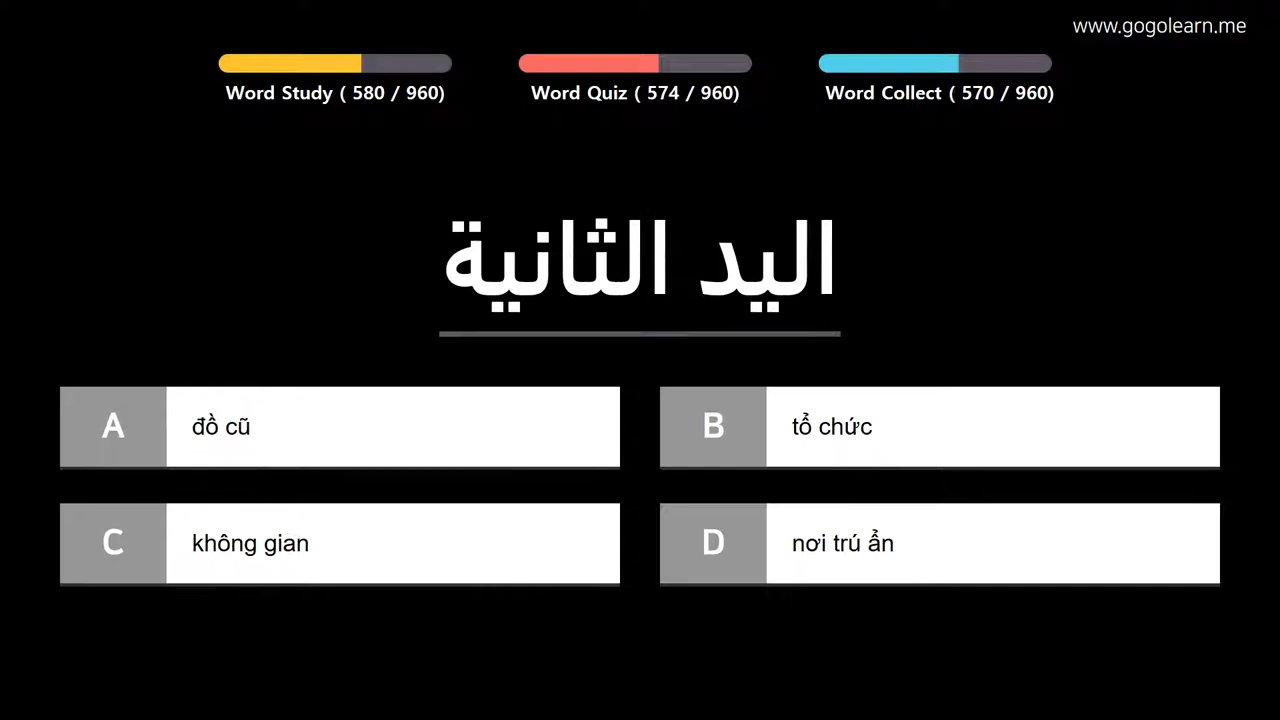 www.gogolearn.me
Word Study ( 580 / 960)
Word Quiz ( 574 / 960)
Word Collect ( 570 / 960)
اليد الثانية
A đồ cũ
B tổ chức
C không gian
D nơi trú ẩn